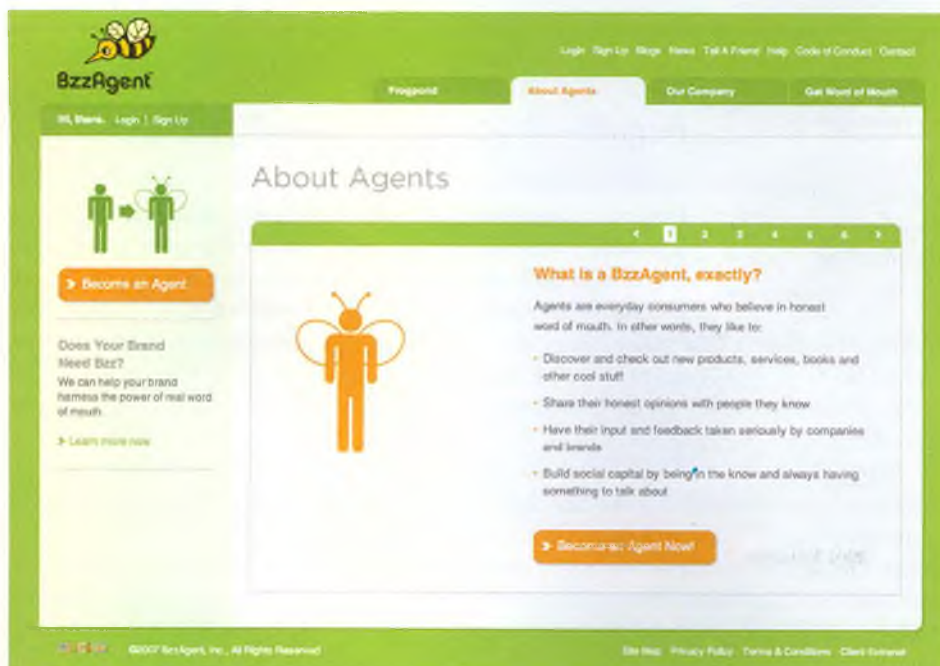 BzzAgent
Login Sign Up Blogs News Tell A Friend Help Code of Conduct Contact
Frogpond
About Agents
Our Company
Get Word of Mouth
Hi, there. Login | Sign Up
About Agents
1 2 3 4 5 6
Become an Agent
Does Your Brand
Need Bzz?
We can help your brand
harness the power of real word
of mouth.
Learn more now
What is a BzzAgent, exactly?
Agents are everyday consumers who believe in honest
word of mouth. In other words, they like to:
• Discover and check out new products, services, books and
other cool stuff
• Share their honest opinions with people they know
• Have their input and feedback taken seriously by companies
and brands
• Build social capital by being in the know and always having
something to talk about
Become an Agent Now!
©2007 BzzAgent, Inc., All Rights Reserved
Site Map Privacy Policy Terms & Conditions Client Extranet